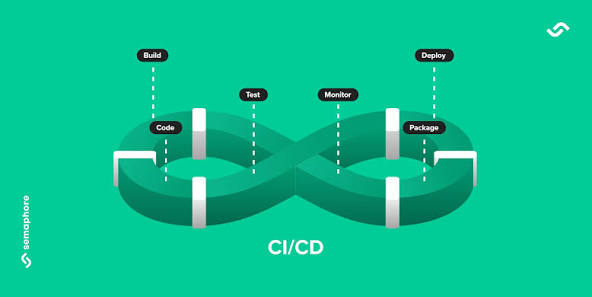 Build
Deploy
Test
Monitor
Code
Package
CI/CD
semaphore